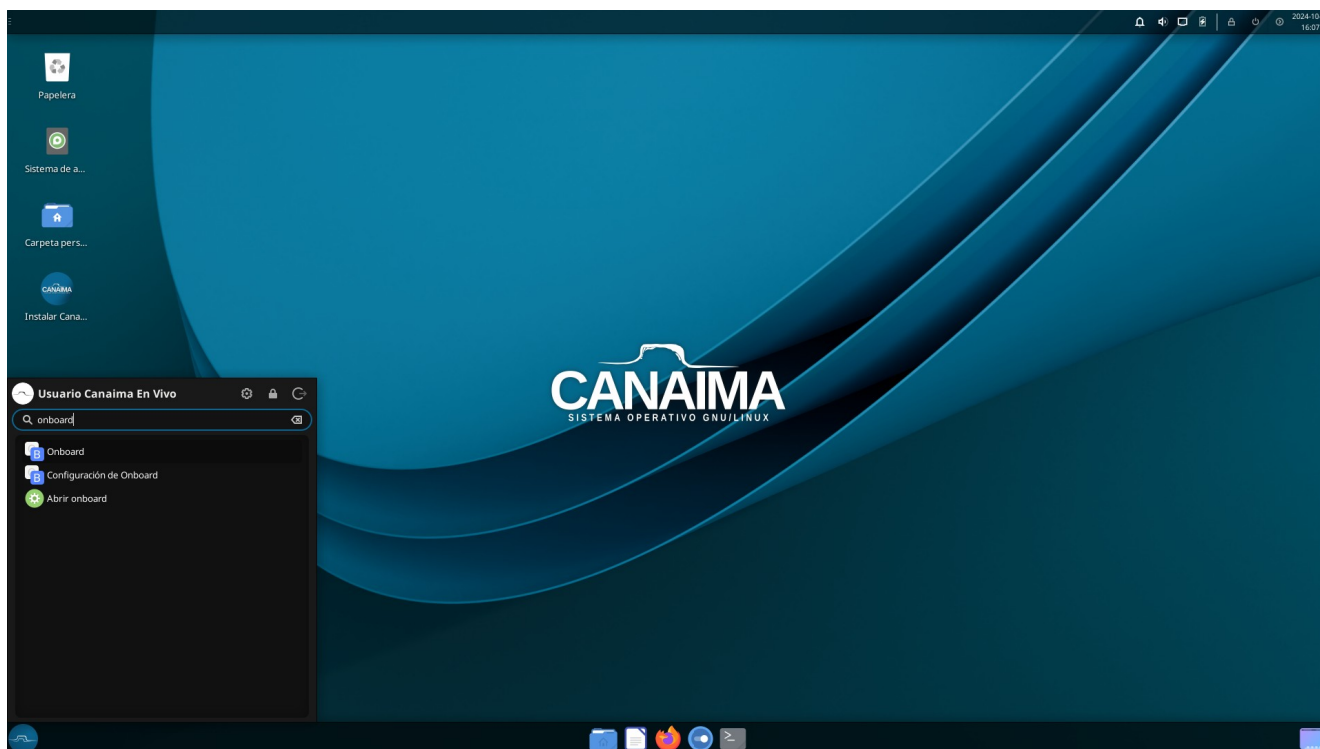 2024-10
16:07
Papelera
Sistema de a...
Carpeta pers...
CANAIMA
Instalar Cana...
CANAIMA
SISTEMA OPERATIVO GNU/LINUX
Usuario Canaima En Vivo
onboard
Onboard
Configuración de Onboard
Abrir onboard